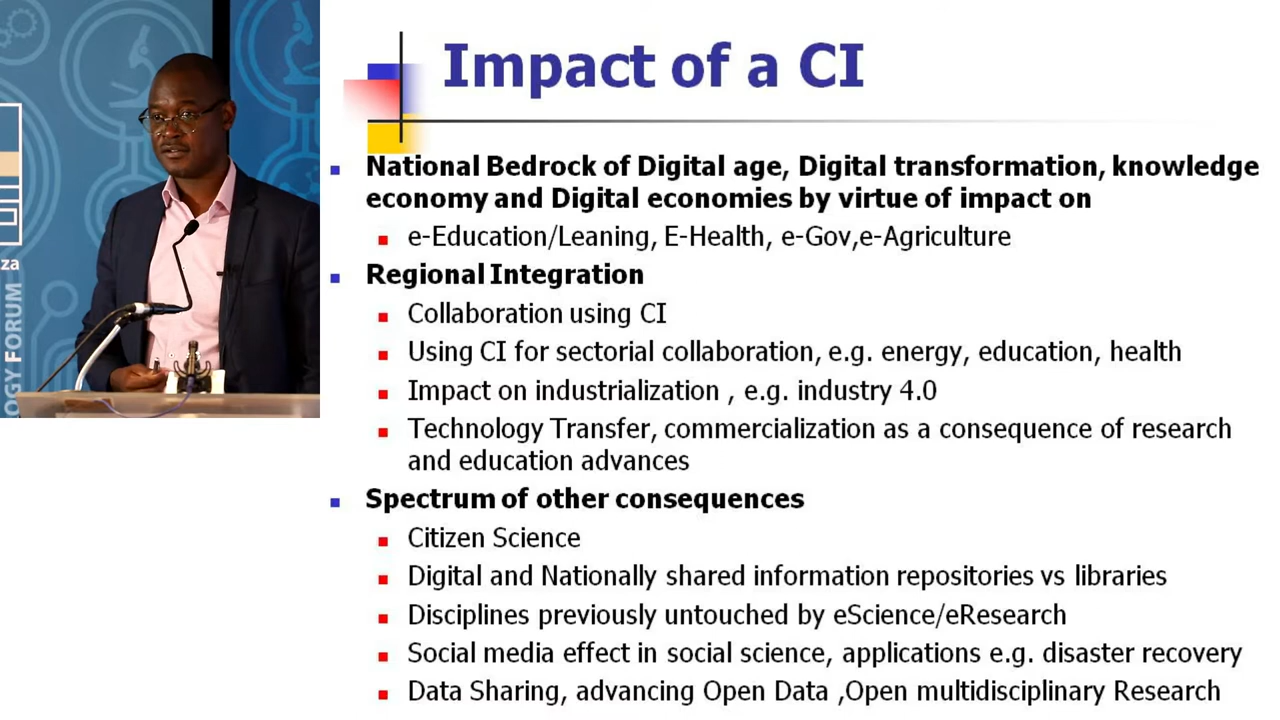 Impact of a CI
National Bedrock of Digital age, Digital transformation, knowledge
economy and Digital economies by virtue of impact on
e-Education/Leaning, E-Health, e-Gov,e-Agriculture
Regional Integration
Collaboration using CI
Using CI for sectorial collaboration, e.g. energy, education, health
Impact on industrialization , e.g. industry 4.0
Technology Transfer, commercialization as a consequence of research
and education advances
Spectrum of other consequences
Citizen Science
Digital and Nationally shared information repositories vs libraries
Disciplines previously untouched by eScience/eResearch
Social media effect in social science, applications e.g. disaster recovery
Data Sharing, advancing Open Data ,Open multidisciplinary Research
za
OGY FORUM